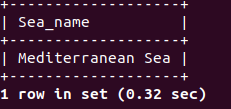 +-------------------+
| Sea_name          |
+-------------------+
| Mediterranean Sea |
+-------------------+
1 row in set (0.32 sec)